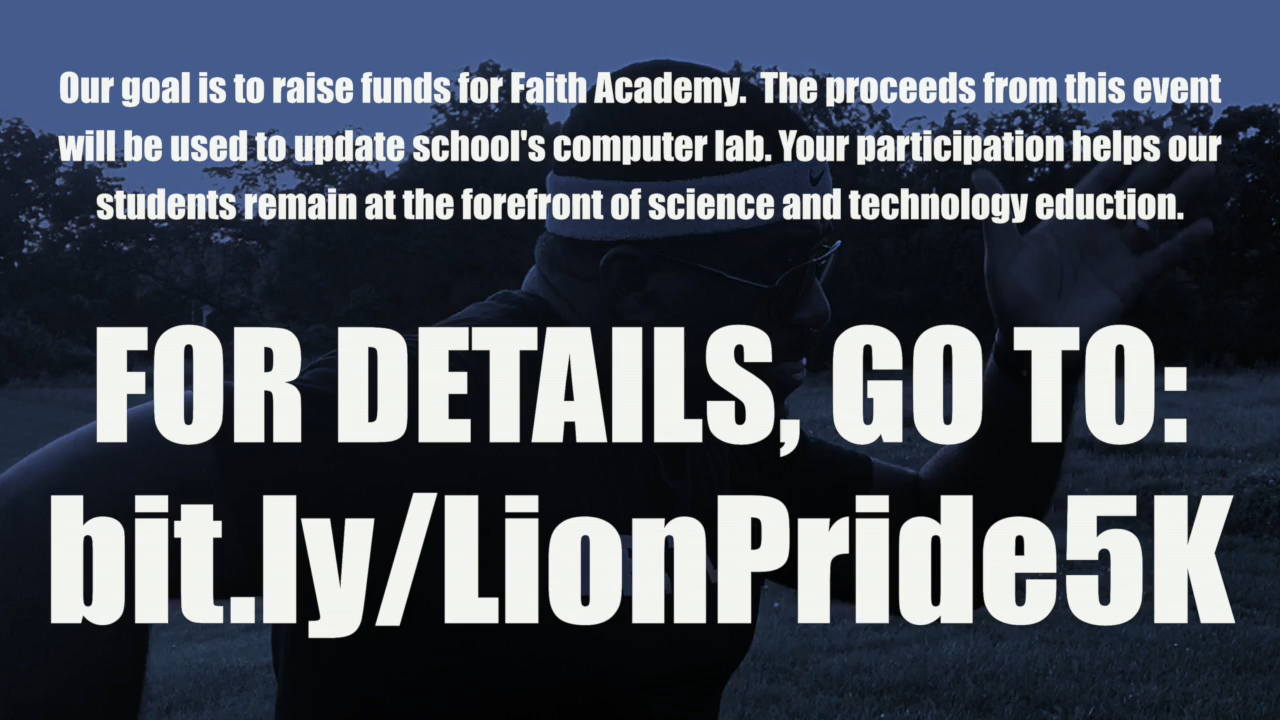 Our goal is to raise funds for Faith Academy.  The proceeds from this event
will be used to update school's computer lab. Your participation helps our
students remain at the forefront of science and technology eduction.
FOR DETAILS, GO TO:
bit.ly/LionPride5K